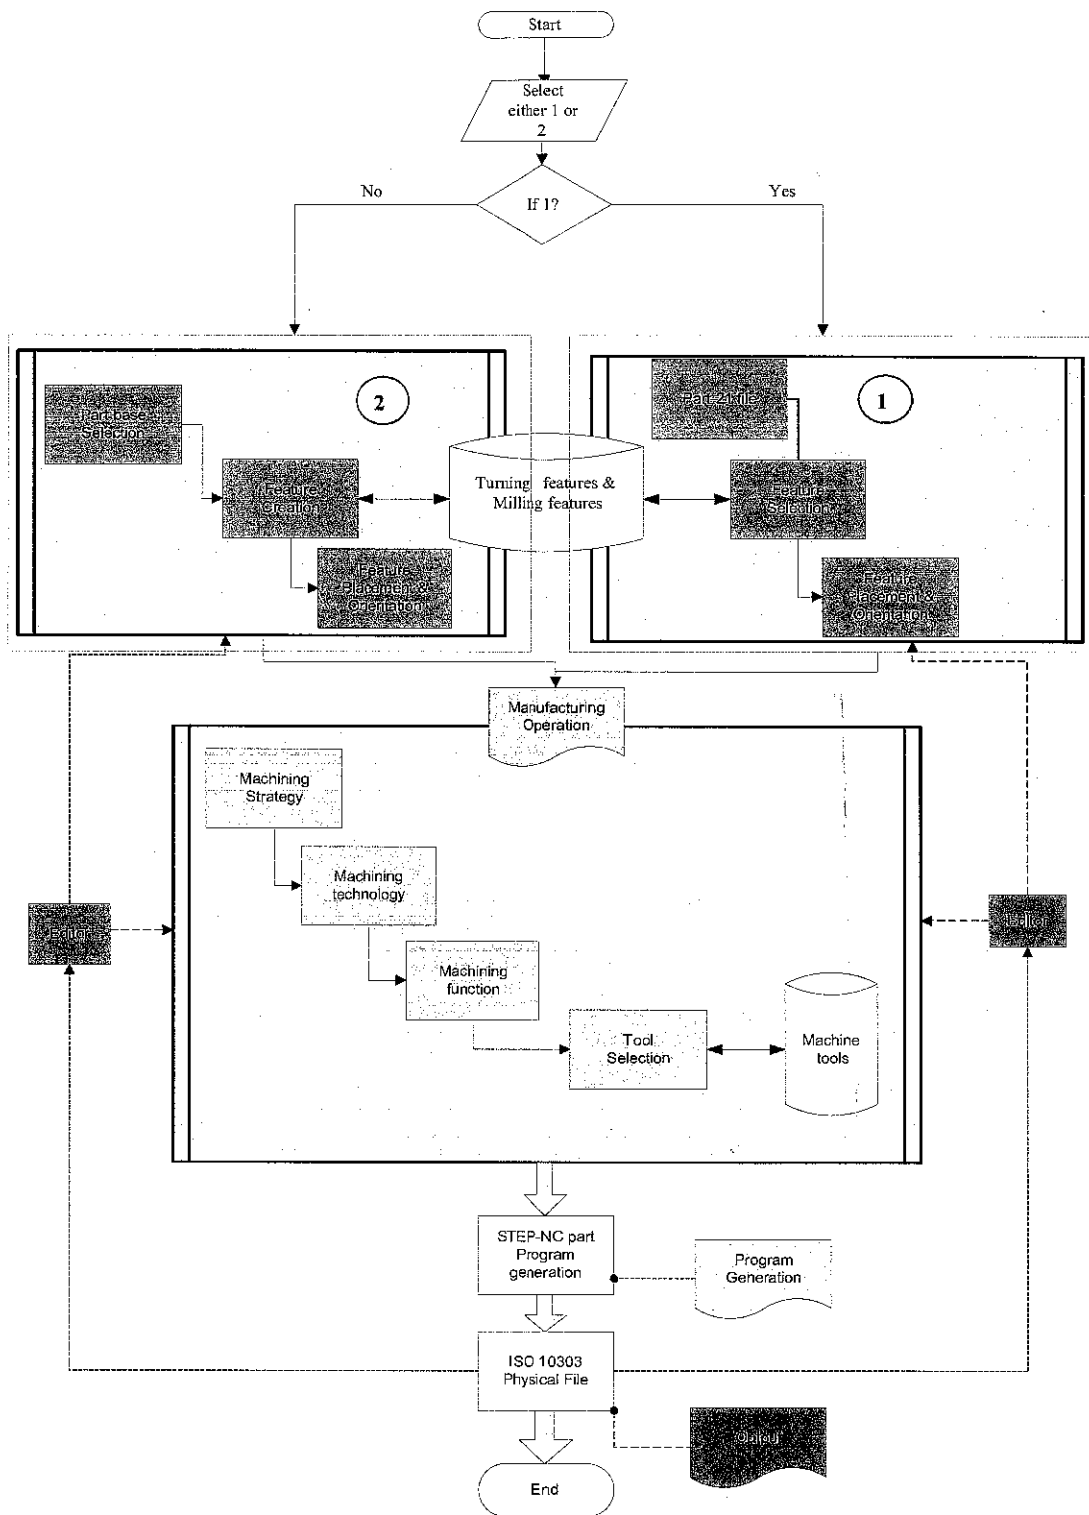 Start
Select
either 1 or
2
If 1?
No
Yes
2
Part base
Selection
Feature
Creation
Feature
Placement &
Orientation
Turning features &
Milling features
1
Part 21 file
Feature
Selection
Feature
Placement &
Orientation
Manufacturing
Operation
Machining
Strategy
Machining
technology
Machining
function
Tool
Selection
Machine
tools
Editor
Editor
STEP-NC part
Program
generation
Program
Generation
ISO 10303
Physical File
Output
End